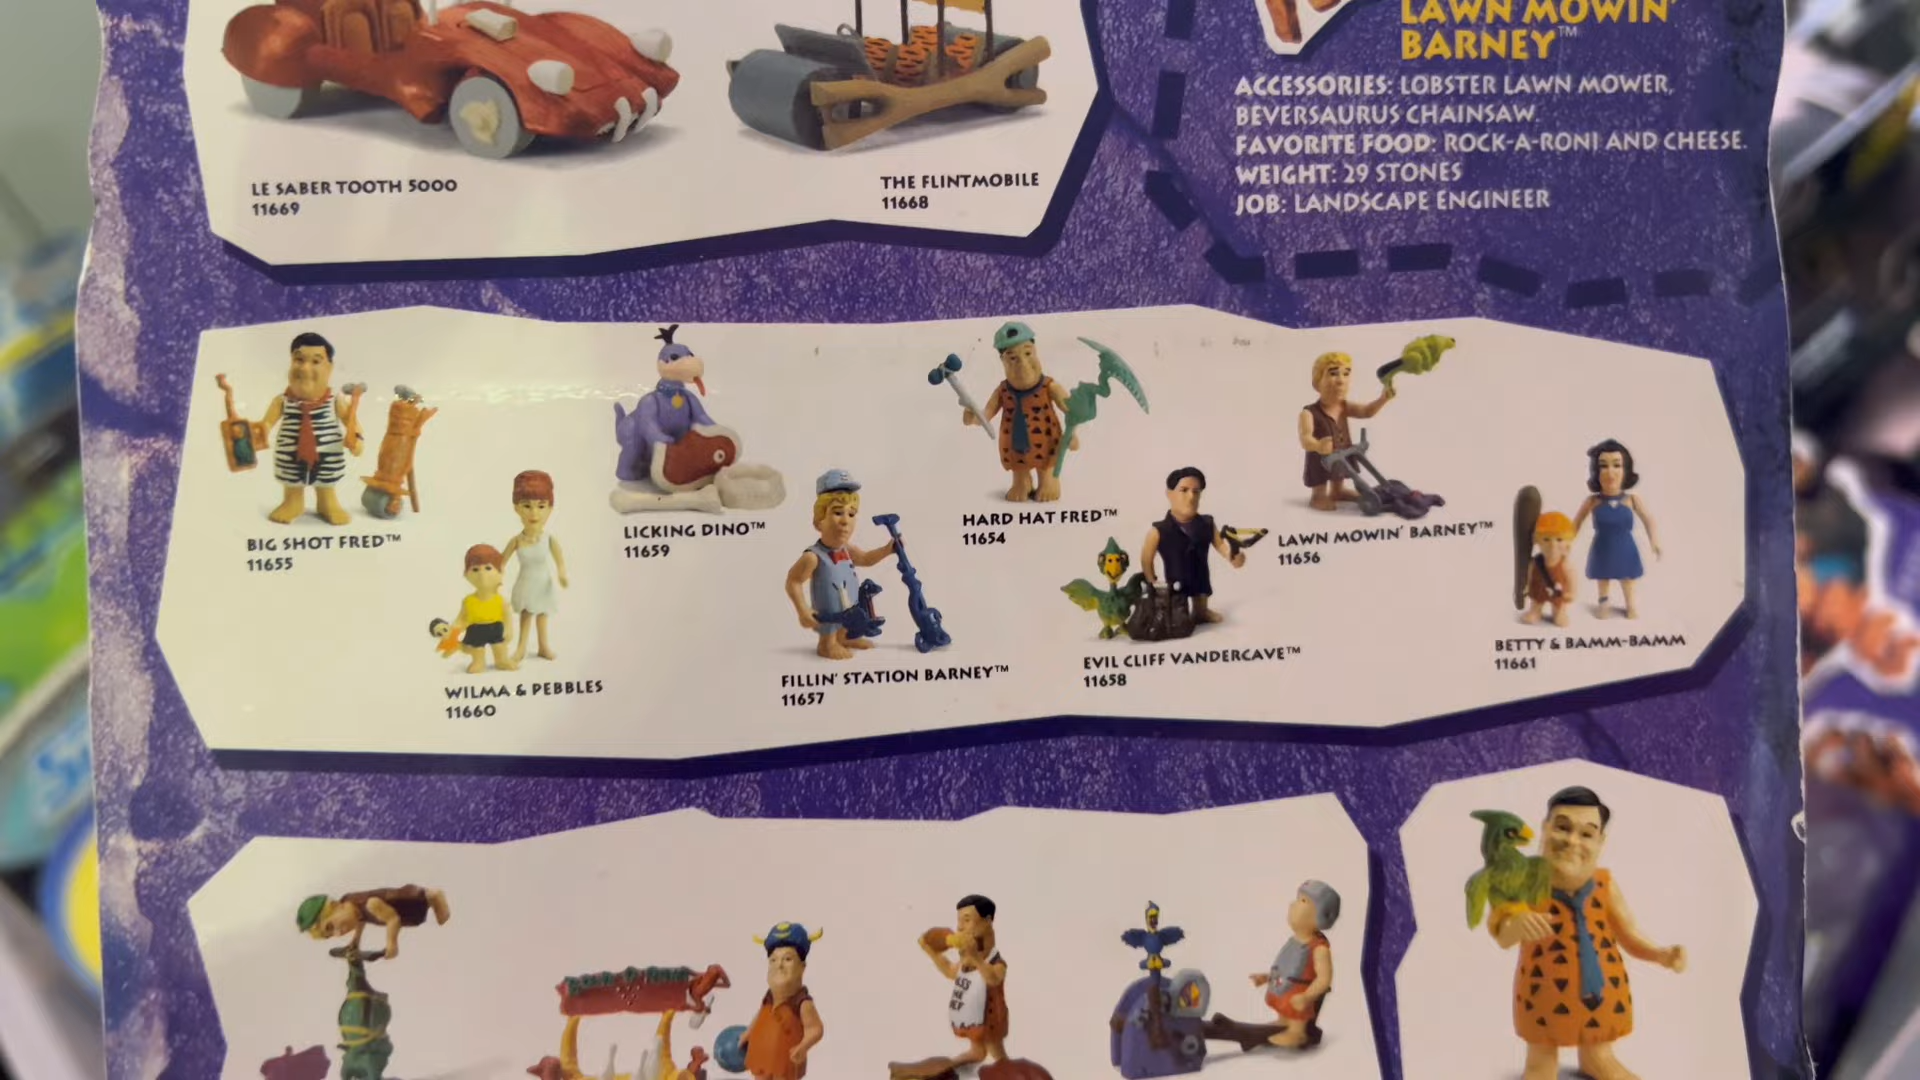 LAWN MOWIN'
BARNEY™
ACCESSORIES: LOBSTER LAWN MOWER,
BEVERSAURUS CHAINSAW.
FAVORITE FOOD: ROCK-A-RONI AND CHEESE.
WEIGHT: 29 STONES
JOB: LANDSCAPE ENGINEER
LE SABER TOOTH 5000
11669
THE FLINTMOBILE
11668
BIG SHOT FRED™
11655
WILMA & PEBBLES
11660
LICKING DINO™
11659
FILLIN' STATION BARNEY™
11657
HARD HAT FRED™
11654
EVIL CLIFF VANDERCAVE™
11658
LAWN MOWIN' BARNEY™
11656
BETTY & BAMM-BAMM
11661